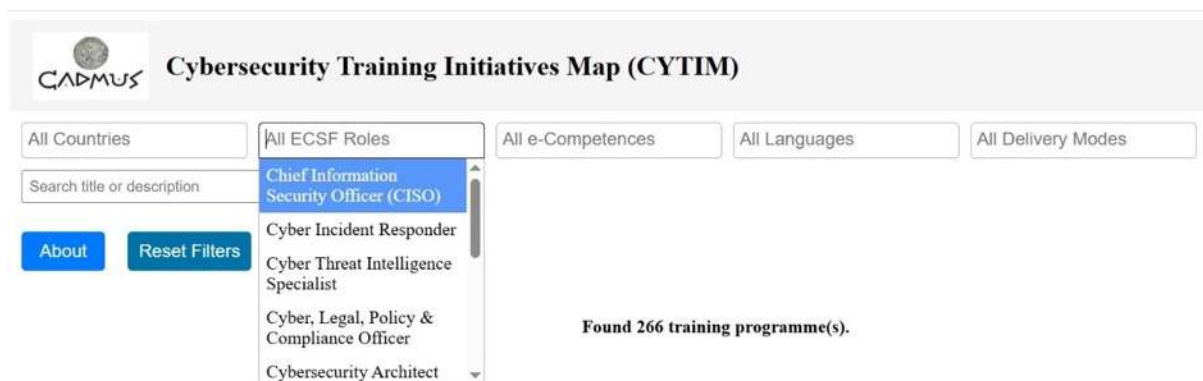 CADMUS
Cybersecurity Training Initiatives Map (CYTIM)
All Countries
All ECSF Roles
All e-Competences
All Languages
All Delivery Modes
Search title or description
Chief Information
Security Officer (CISO)
Cyber Incident Responder
Cyber Threat Intelligence
Specialist
Cyber, Legal, Policy &
Compliance Officer
Cybersecurity Architect
About
Reset Filters
Found 266 training programme(s).